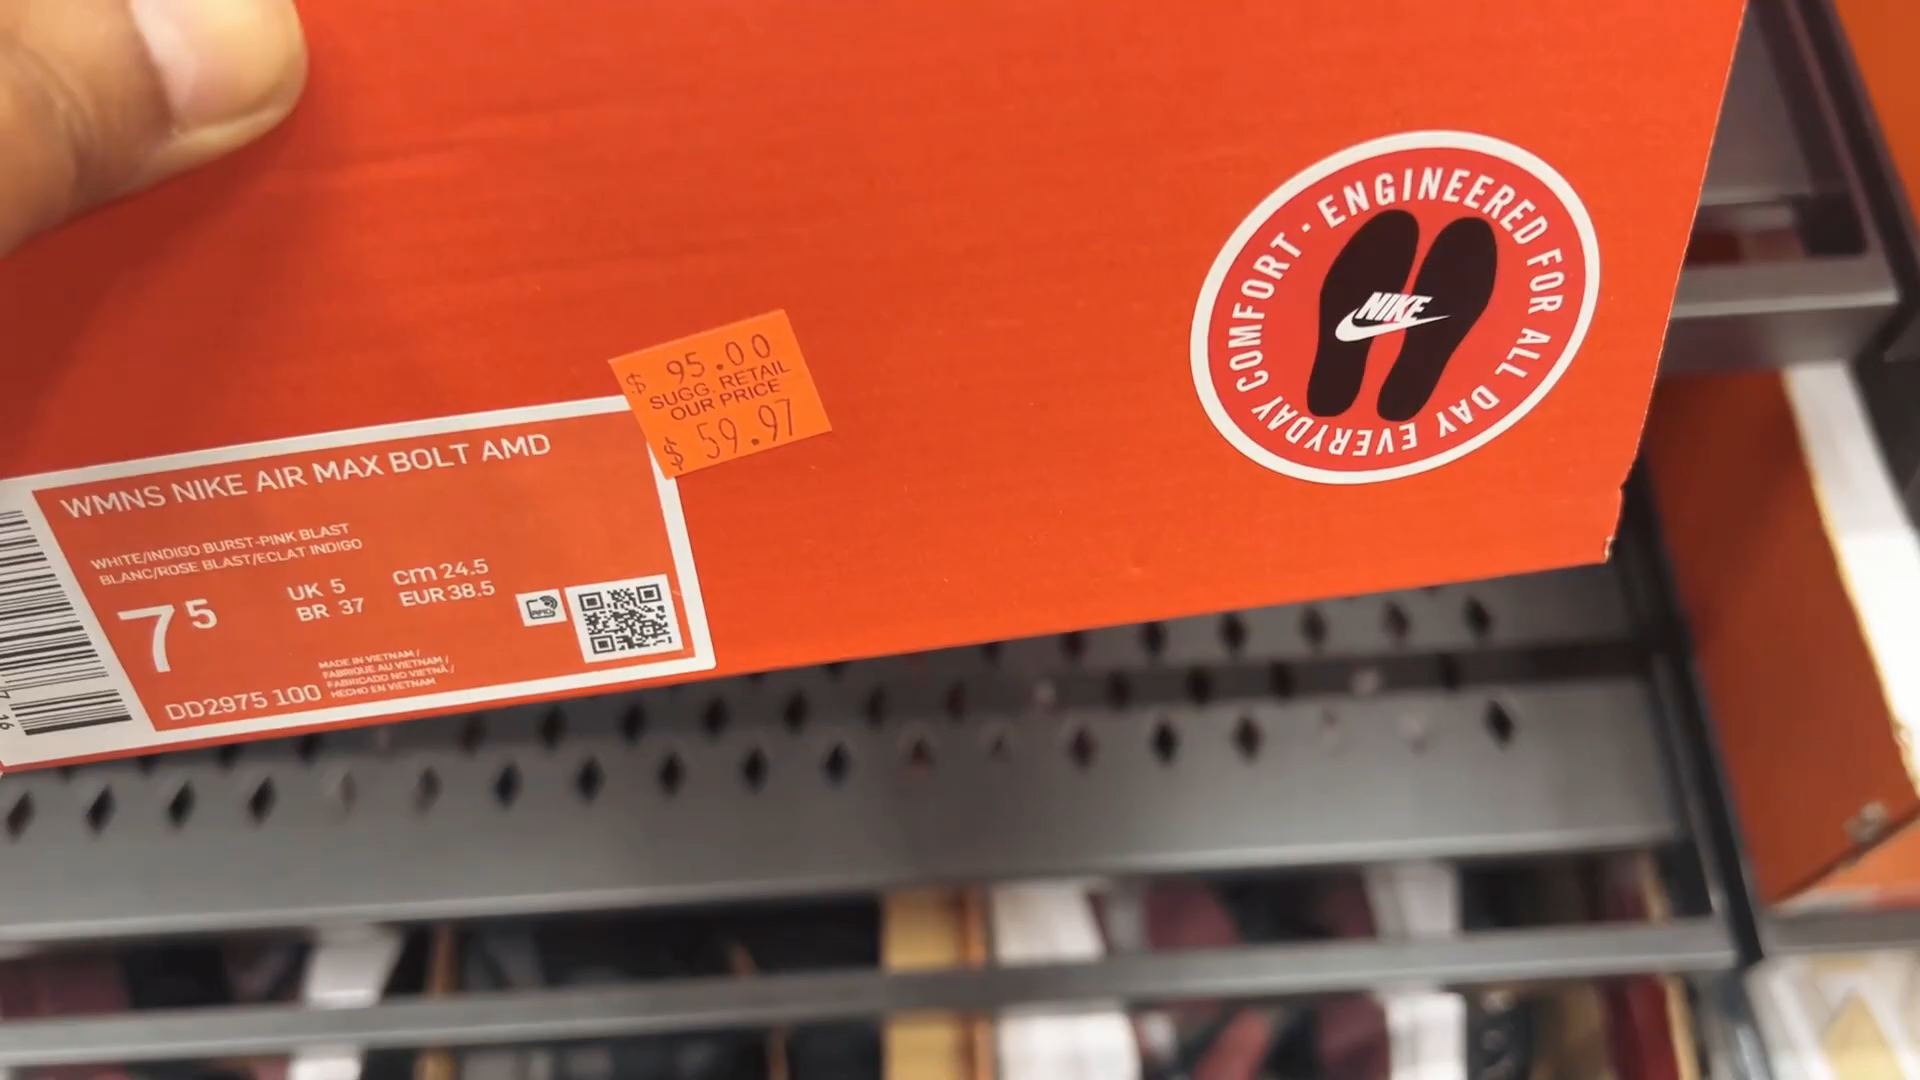 $ 95.00
SUGG. RETAIL
OUR PRICE
$ 59.97
WMNS NIKE AIR MAX BOLT AMD
WHITE/INDIGO BURST-PINK BLAST
BLANC/ROSE BLAST/ECLAT INDIGO
7 5
UK 5
BR 37
cm 24.5
EUR 38.5
RFID
MADE IN VIETNAM /
FABRIQUE AU VIETNAM /
FABRICADO NO VIETNÃ /
HECHO EN VIETNAM
DD2975 100
ENGINEERED FOR ALL DAY EVERYDAY COMFORT ·
NIKE